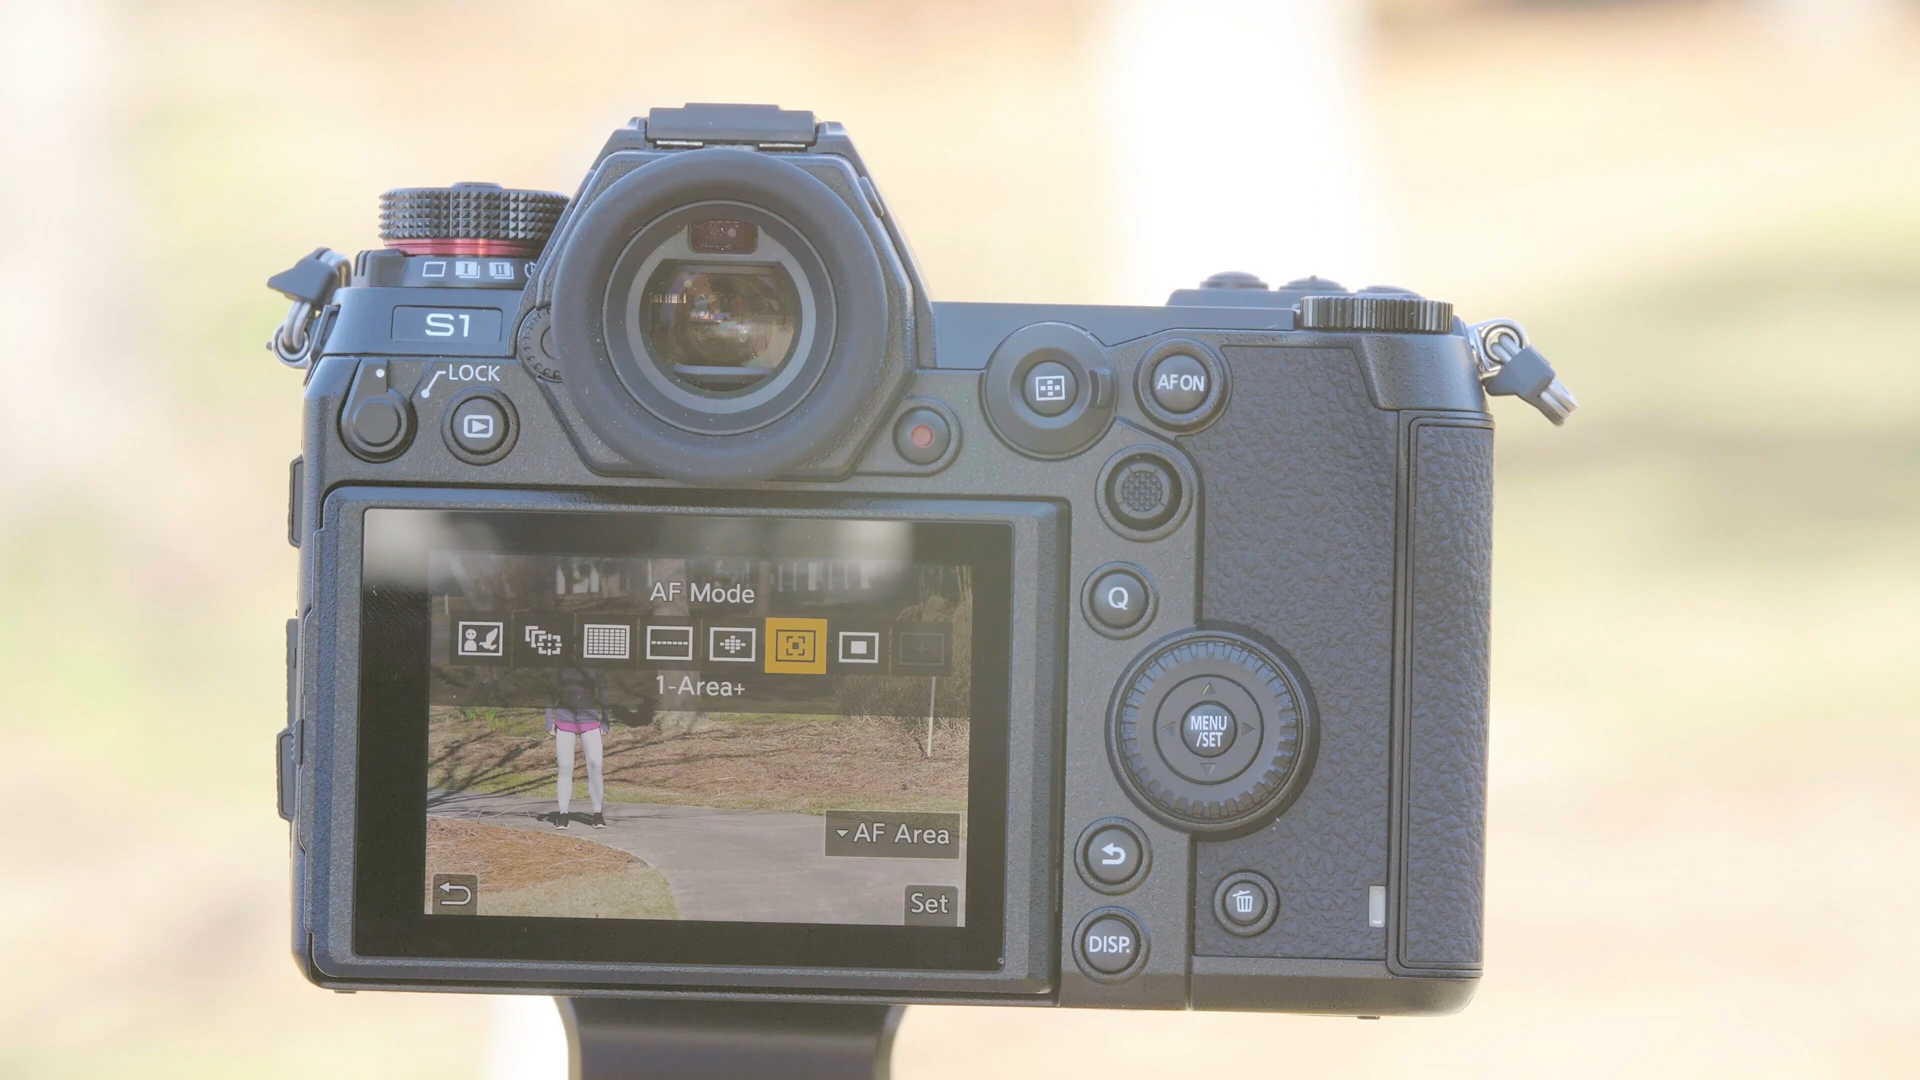 S1
LOCK
AF ON
AF Mode
1-Area+
Q
MENU
/SET
AF Area
Set
DISP.